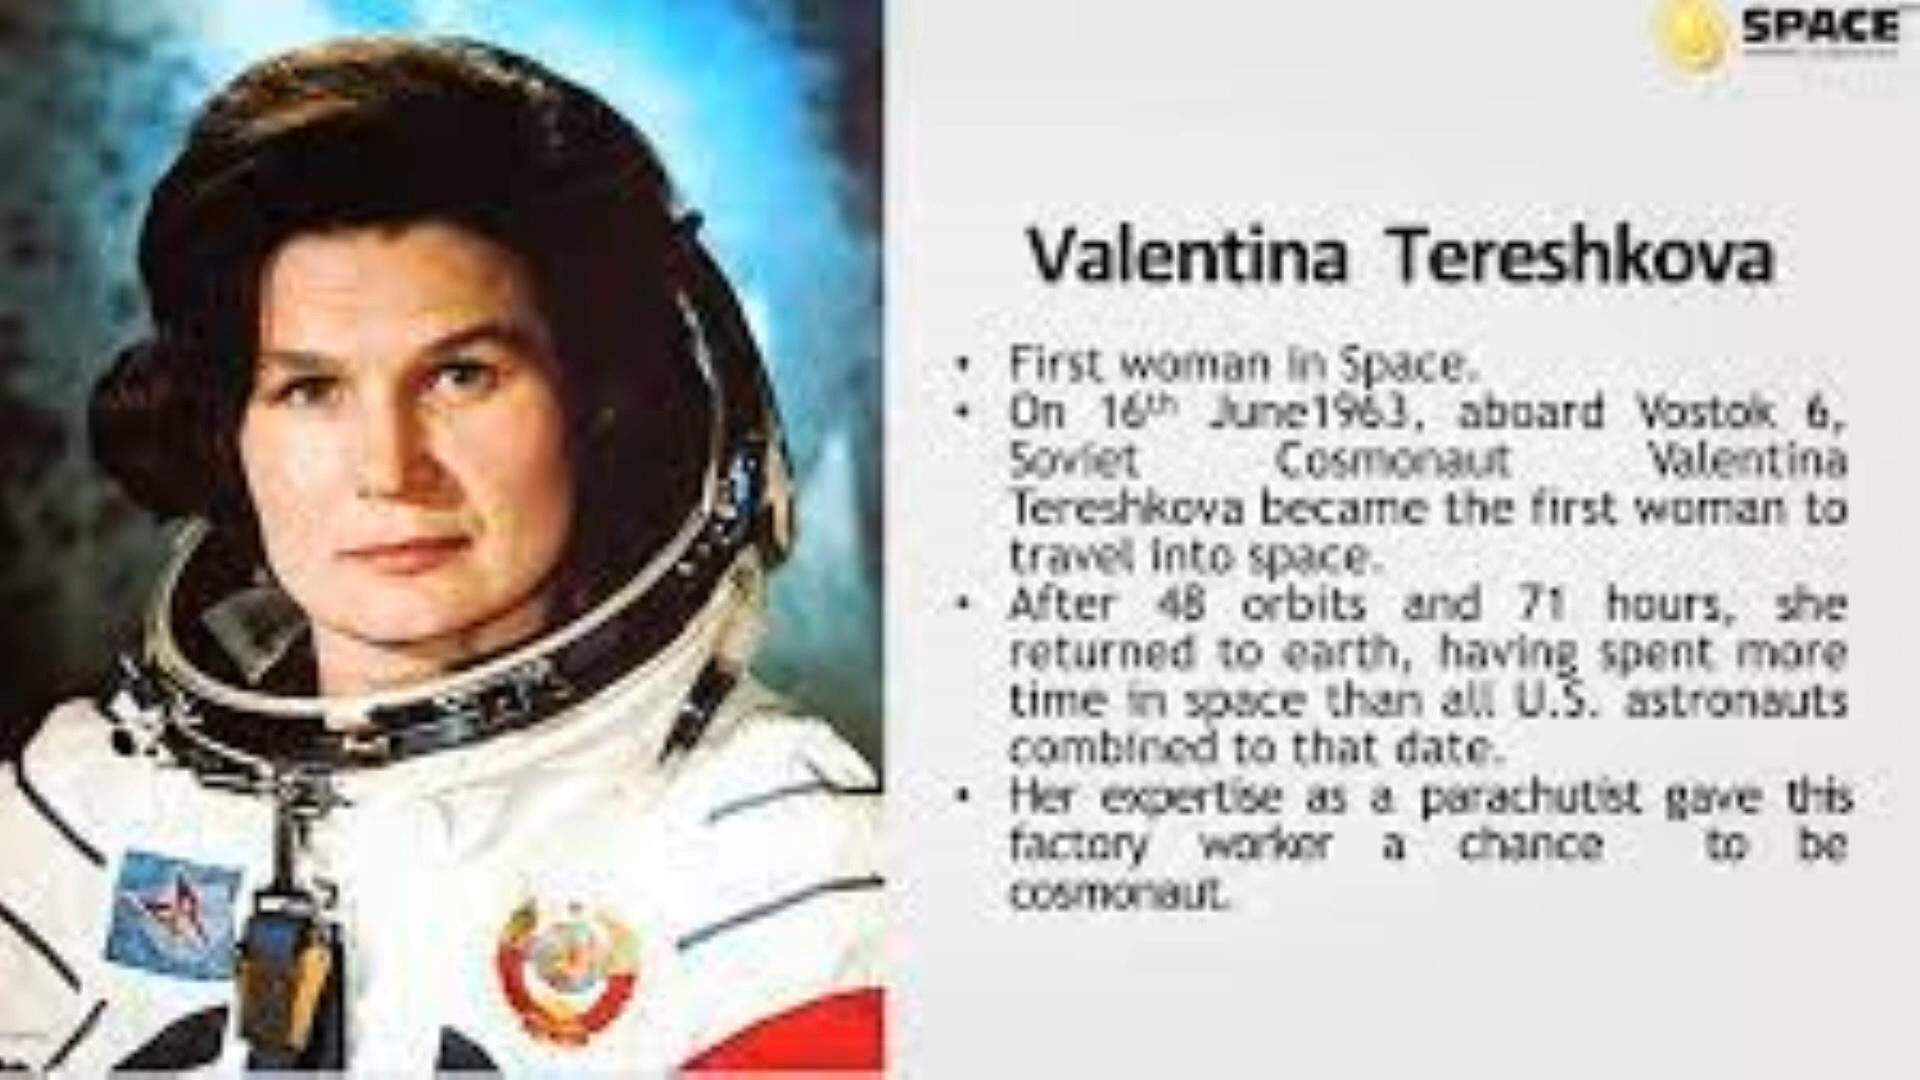 SPACE
Valentina Tereshkova
• First woman in Space.
• On 16th June1963, aboard Vostok 6,
Soviet Cosmonaut Valentina
Tereshkova became the first woman to
travel into space.
• After 48 orbits and 71 hours, she
returned to earth, having spent more
time in space than all U.S. astronauts
combined to that date.
• Her expertise as a parachutist gave this
factory worker a chance to be
cosmonaut.